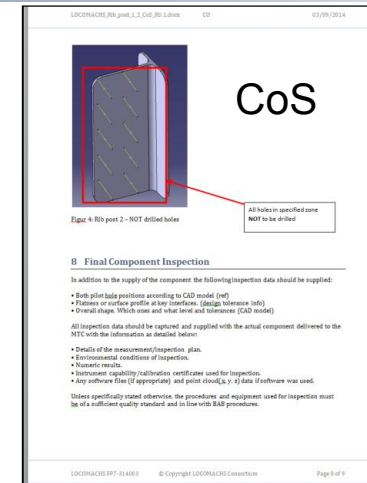 LOCOMACHS_Rib_post_1_2_CoS_R0.1.docx CO 03/09/2014
CoS
All holes in specified zone
NOT to be drilled
Figur 4: Rib post 2 – NOT drilled holes
8 Final Component Inspection
In addition to the supply of the component the following inspection data should be supplied:
• Both pilot hole positions according to CAD model (ref)
• Flatness or surface profile at key interfaces. (design tolerance info)
• Overall shape. Which ones and what level and tolerances (CAD model)
All inspection data should be captured and supplied with the actual component delivered to the
MTC with the information as detailed below:
• Details of the measurement/inspection plan.
• Environmental conditions of inspection.
• Numeric results.
• Instrument capability/calibration certificates used for inspection.
• Any software files (if appropriate) and point cloud(x, y, z) data if software was used.
Unless specifically stated otherwise, the procedures and equipment used for inspection must
be of a sufficient quality standard and in line with BAB procedures.
LOCOMACHS FP7-314003 © Copyright LOCOMACHS Consortium Page 8 of 9